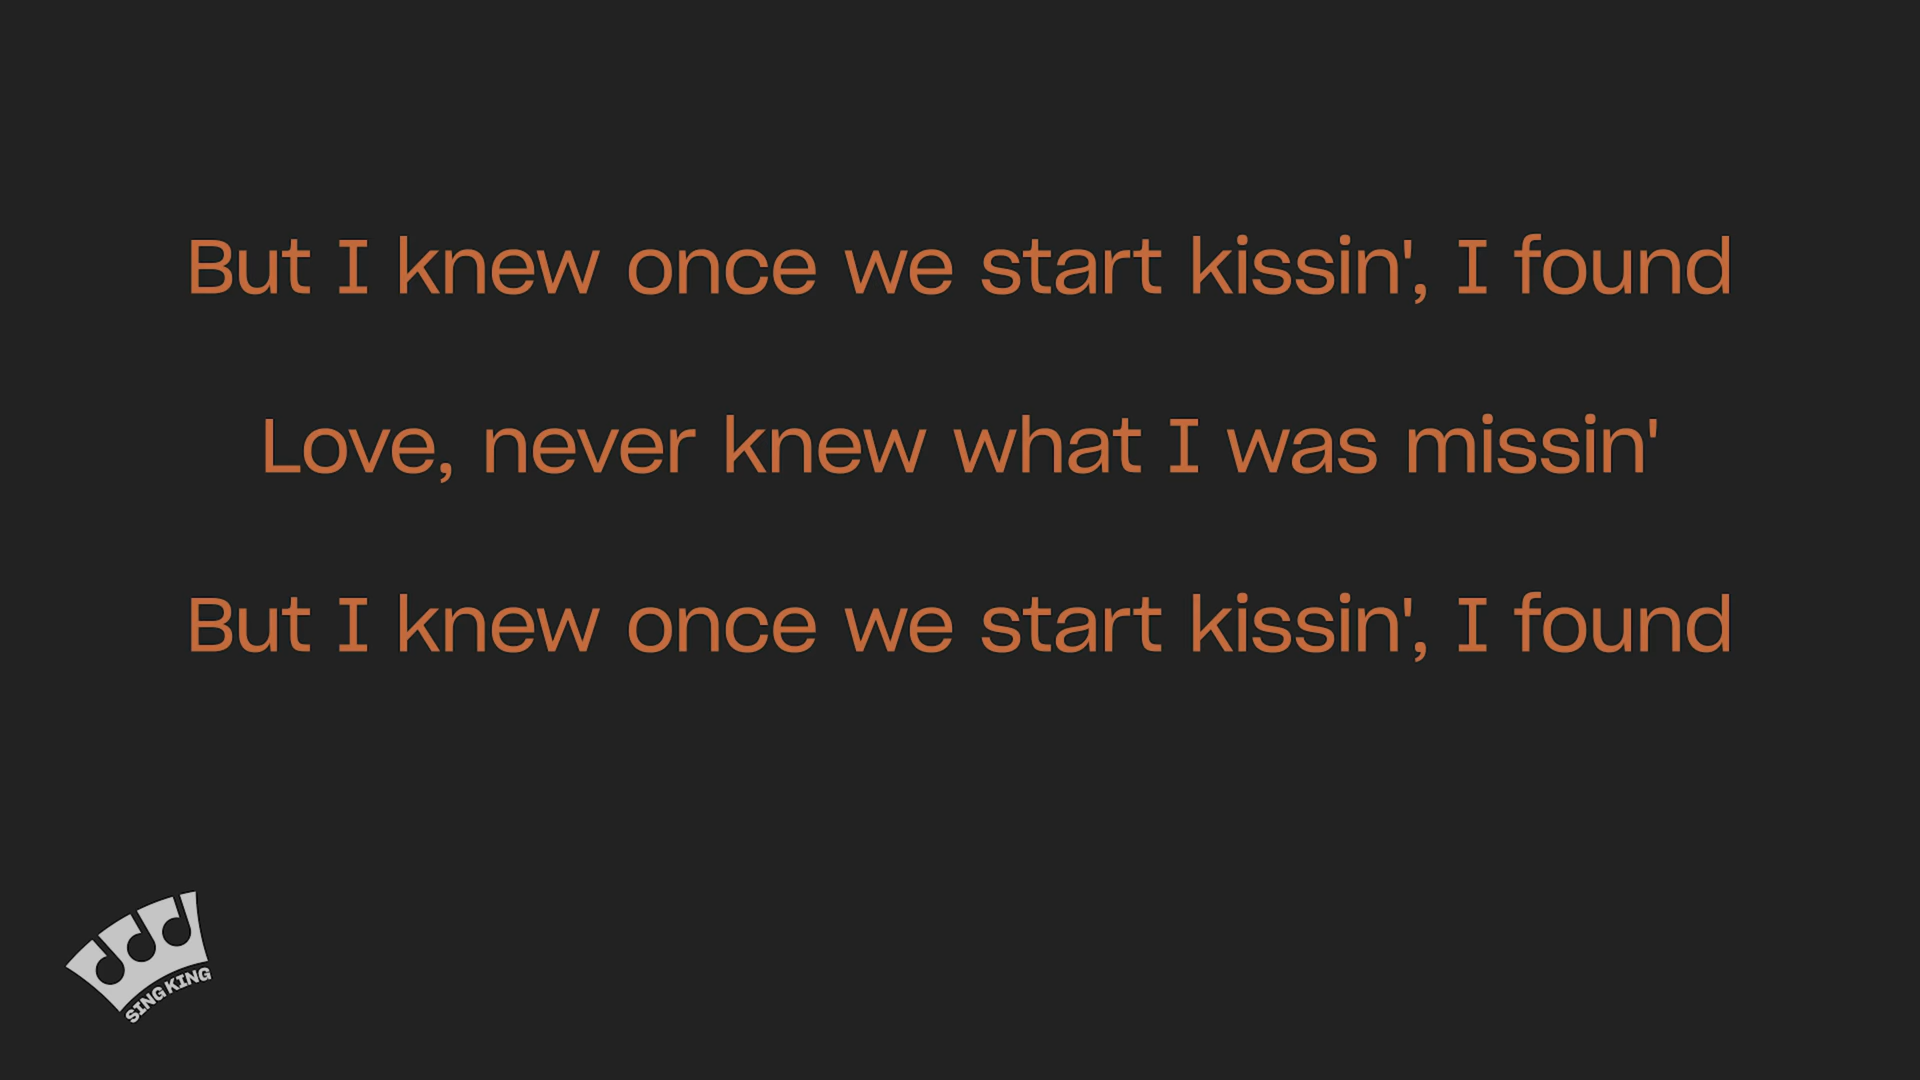 But I knew once we start kissin', I found
Love, never knew what I was missin'
But I knew once we start kissin', I found
SING KING